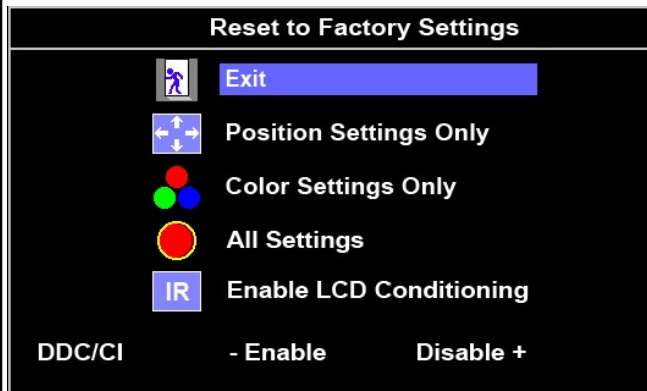 Reset to Factory Settings
Exit
Position Settings Only
Color Settings Only
All Settings
IR Enable LCD Conditioning
DDC/CI - Enable Disable +